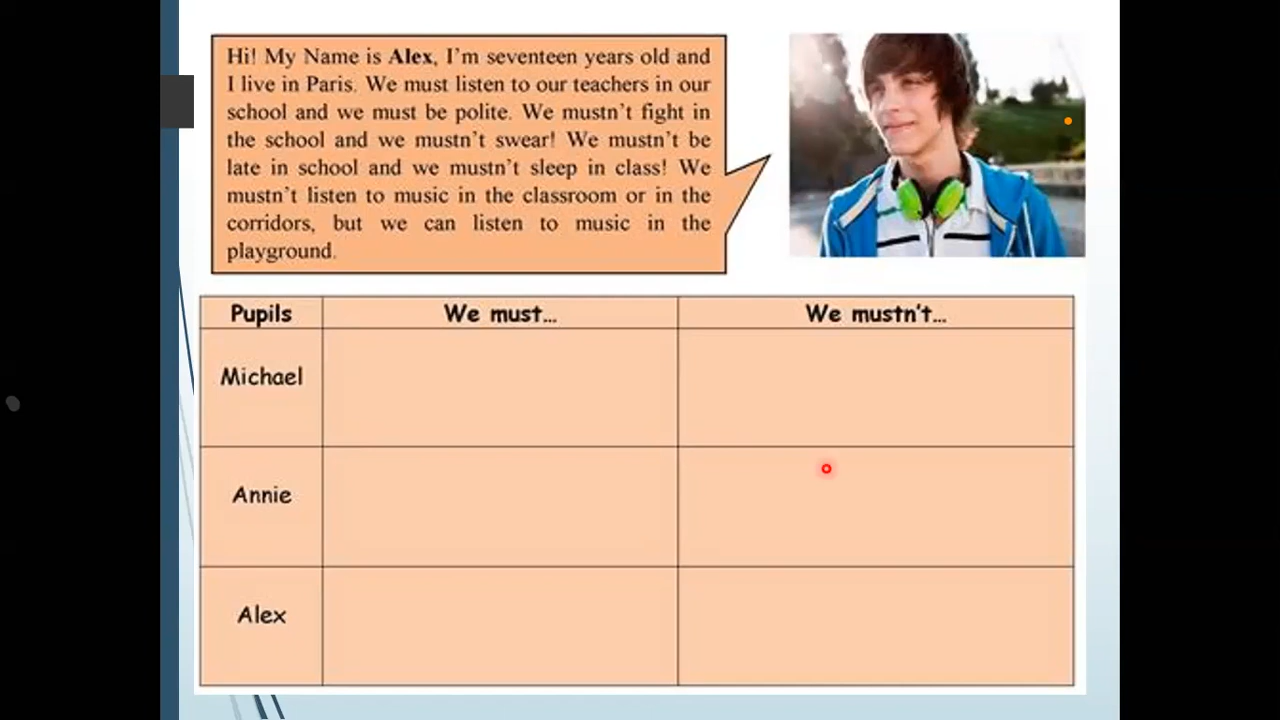 Hi! My Name is Alex, I'm seventeen years old and
I live in Paris. We must listen to our teachers in our
school and we must be polite. We mustn't fight in
the school and we mustn't swear! We mustn't be
late in school and we mustn't sleep in class! We
mustn't listen to music in the classroom or in the
corridors, but we can listen to music in the
playground.
Pupils We must... We mustn't...
Michael
Annie
Alex